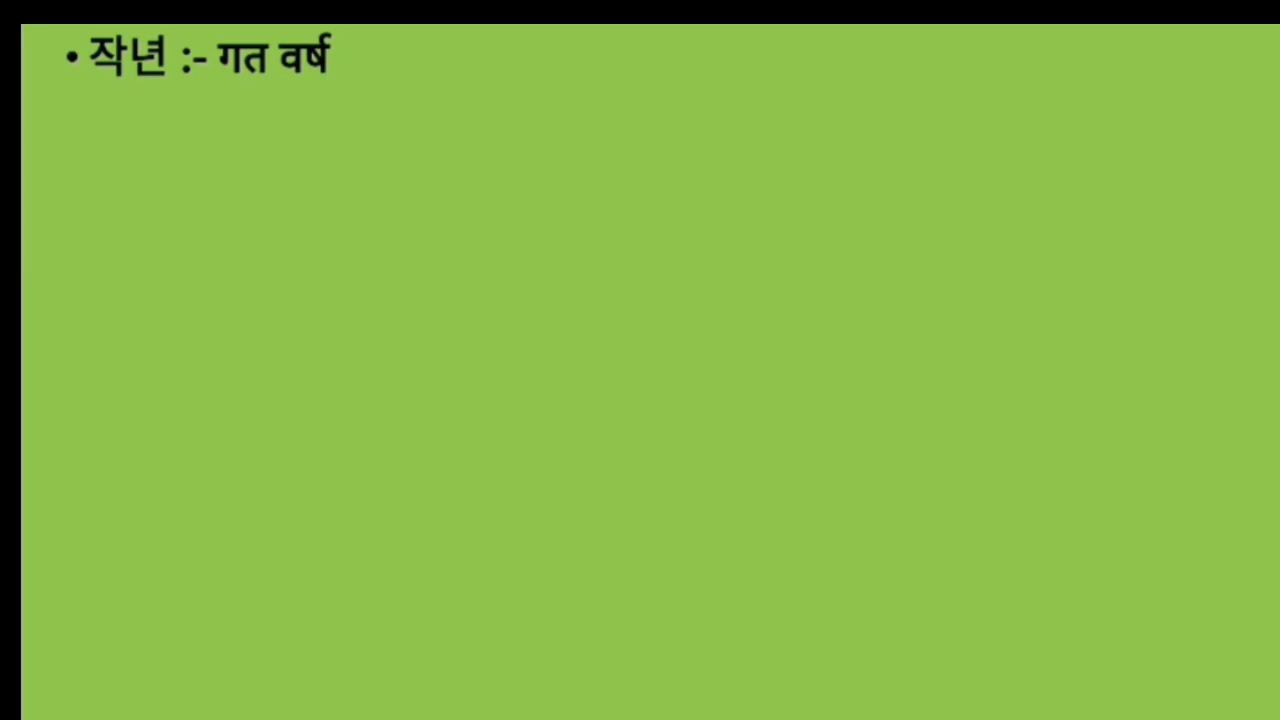 • 작년 :- गत वर्ष